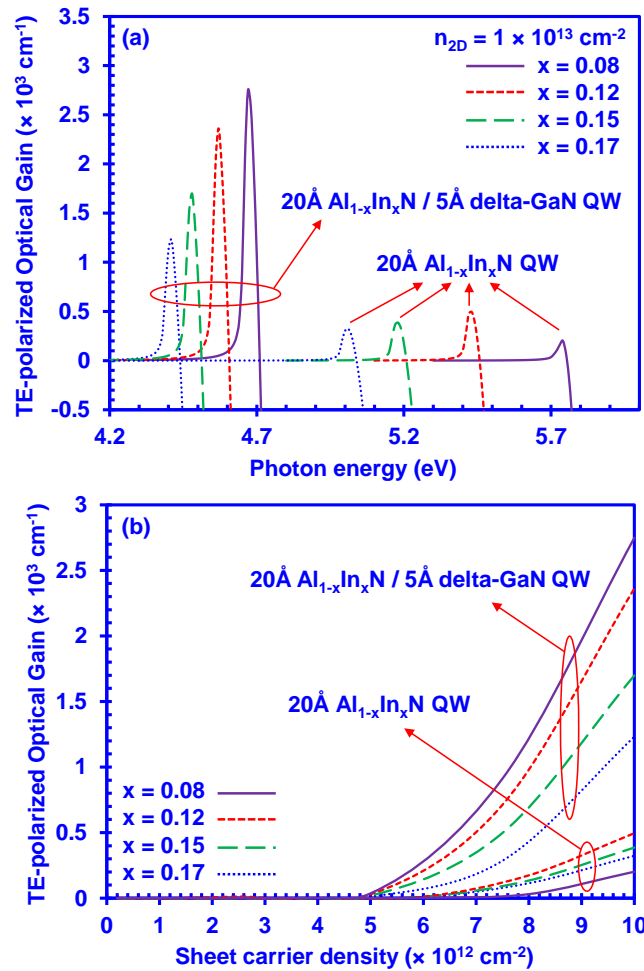 (a)
n2D = 1 × 10^13 cm^-2
x = 0.08
x = 0.12
x = 0.15
x = 0.17
20Å Al1-xInxN / 5Å delta-GaN QW
20Å Al1-xInxN QW
TE-polarized Optical Gain (× 10^3 cm^-1)
3.5
3
2.5
2
1.5
1
0.5
0
-0.5
4.2 4.7 5.2 5.7
Photon energy (eV)
(b)
20Å Al1-xInxN / 5Å delta-GaN QW
20Å Al1-xInxN QW
x = 0.08
x = 0.12
x = 0.15
x = 0.17
TE-polarized Optical Gain (× 10^3 cm^-1)
3
2.5
2
1.5
1
0.5
0
0 1 2 3 4 5 6 7 8 9 10
Sheet carrier density (× 10^12 cm^-2)